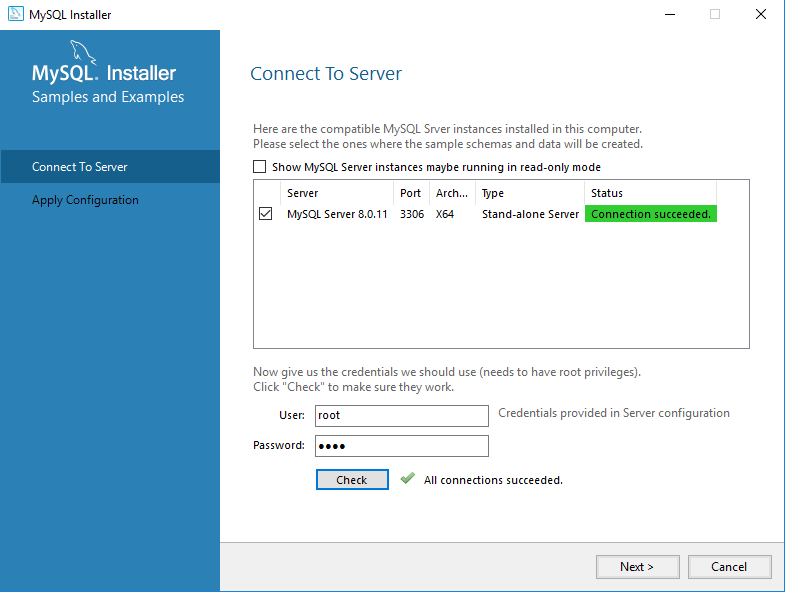 MySQL Installer
MySQL. Installer
Samples and Examples
Connect To Server
Apply Configuration
Connect To Server
Here are the compatible MySQL Srver instances installed in this computer.
Please select the ones where the sample schemas and data will be created.
Show MySQL Server instances maybe running in read-only mode
Server Port Arch... Type Status
MySQL Server 8.0.11 3306 X64 Stand-alone Server Connection succeeded.
Now give us the credentials we should use (needs to have root privileges).
Click "Check" to make sure they work.
User: root Credentials provided in Server configuration
Password: ●●●●
Check All connections succeeded.
Next > Cancel